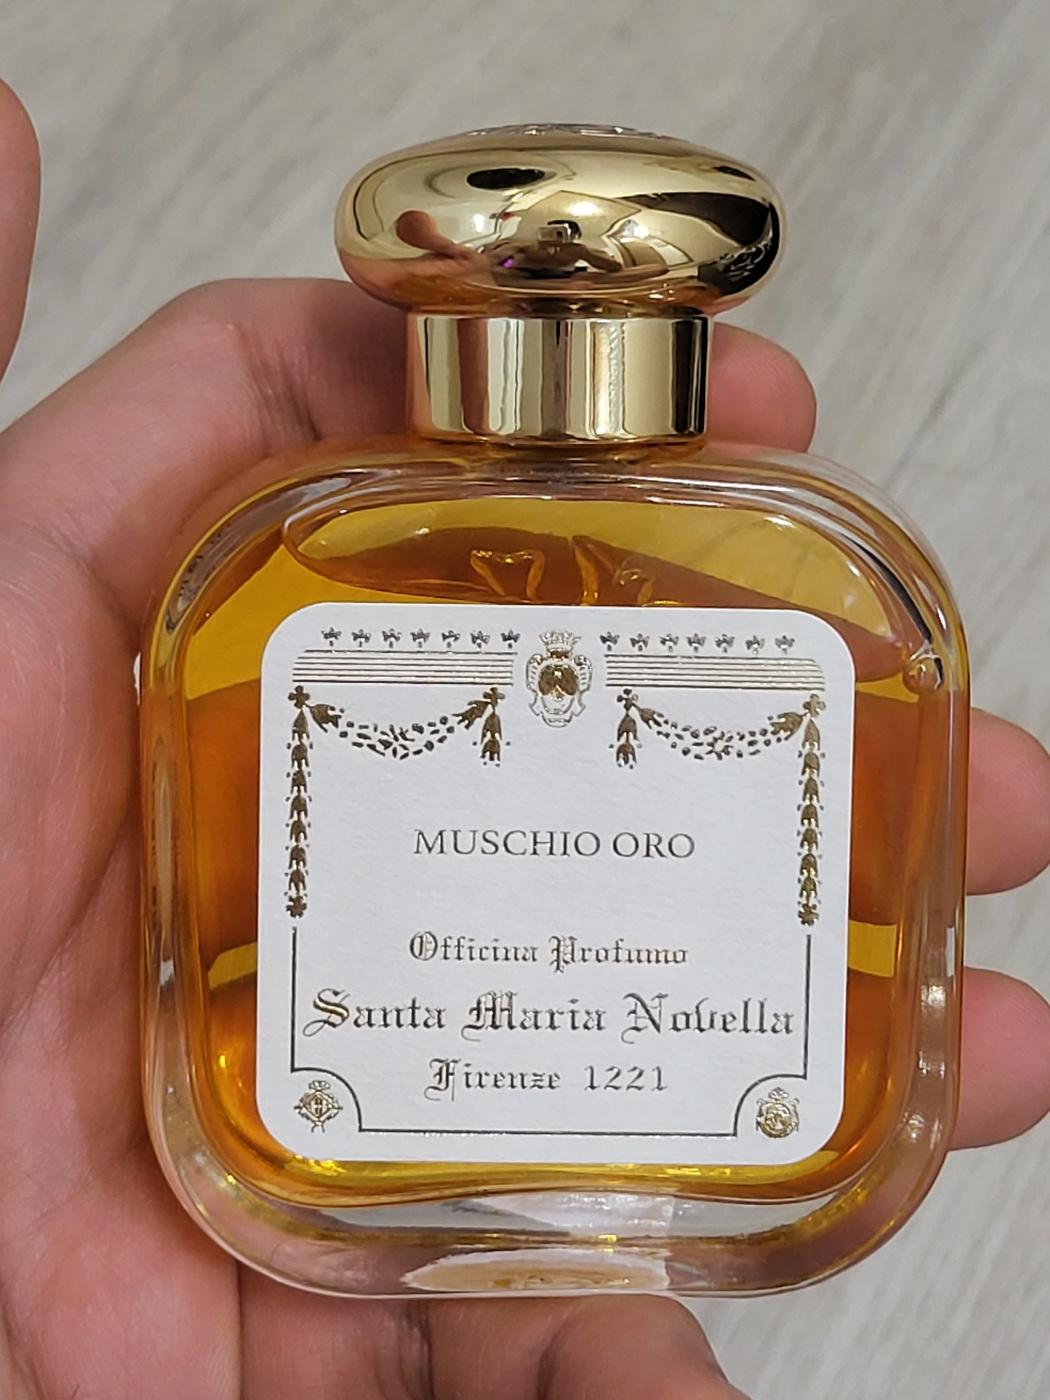 MUSCHIO ORO
Officina Profumo
Santa Maria Novella
Firenze 1221